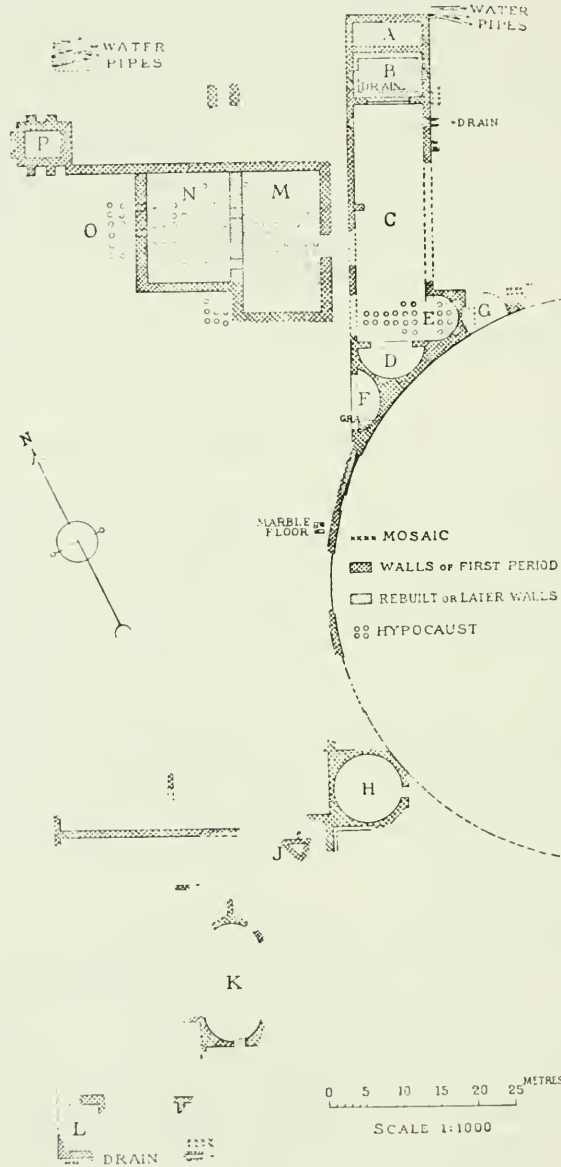 WATER
PIPES
WATER
PIPES
A
B
DRAIN
DRAIN
P
N
M
O
C
E
G
D
F
N
MARBLE
FLOOR
MOSAIC
WALLS OF FIRST PERIOD
REBUILT OR LATER WALLS
HYPOCAUST
H
J
K
L
DRAIN
METRES
0 5 10 15 20 25
SCALE 1:1000